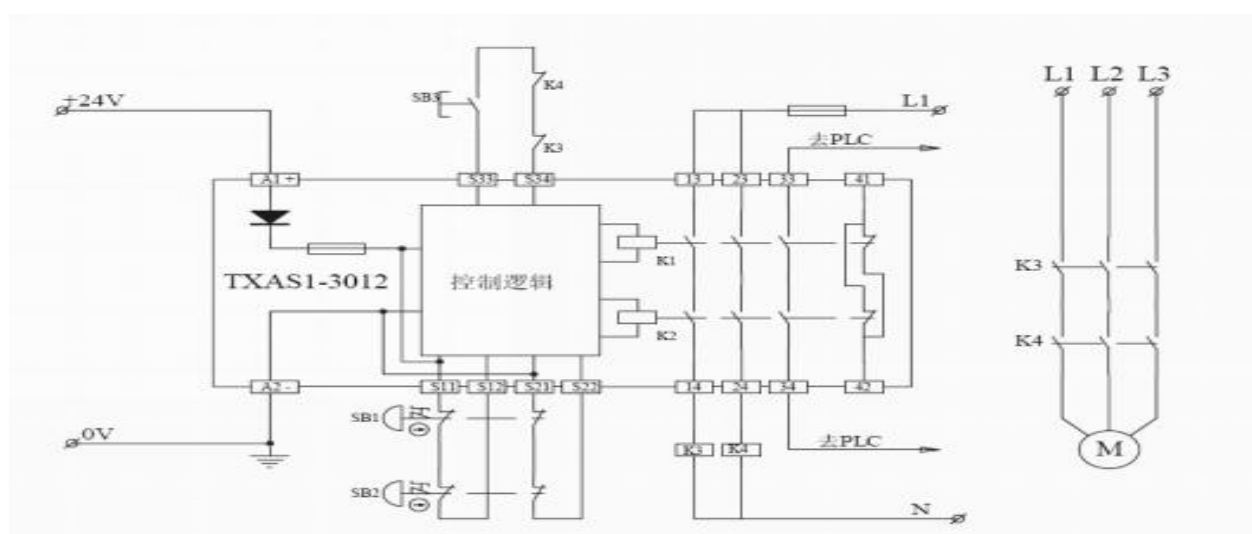 L1 L2 L3
K4
SB3
+24V
L1
K3
去PLC
A1 +
S33
S34
13
23
33
41
K1
K3
TXAS1-3012
控制逻辑
K2
K4
A2 -
S11
S12
S21
S22
14
24
34
42
SB1
0V
去PLC
K3
K4
M
SB2
N